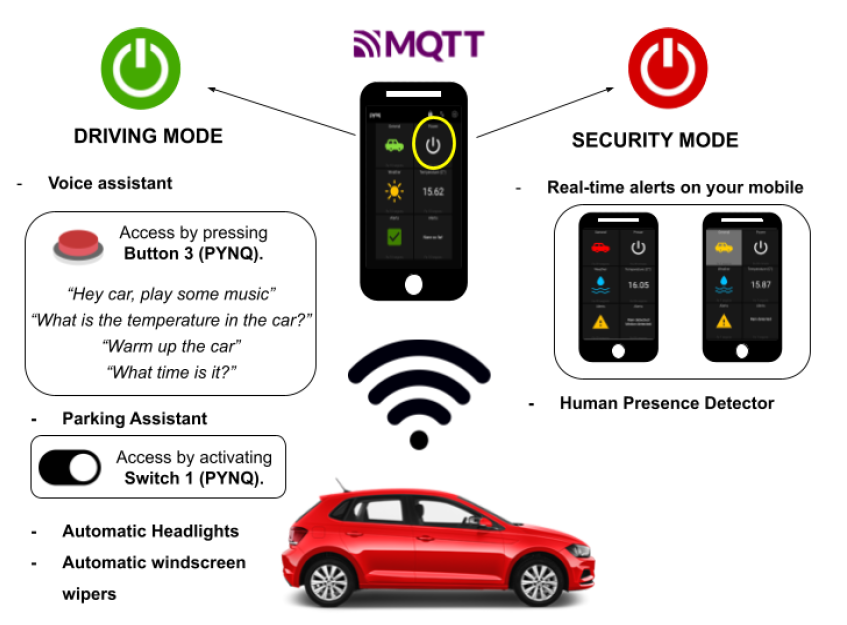 MQTT
DRIVING MODE
SECURITY MODE
- Voice assistant
Access by pressing
Button 3 (PYNQ).
“Hey car, play some music”
“What is the temperature in the car?”
“Warm up the car”
“What time is it?”
- Parking Assistant
Access by activating
Switch 1 (PYNQ).
- Automatic Headlights
- Automatic windscreen
wipers
15.62
- Real-time alerts on your mobile
16.05
15.87
- Human Presence Detector